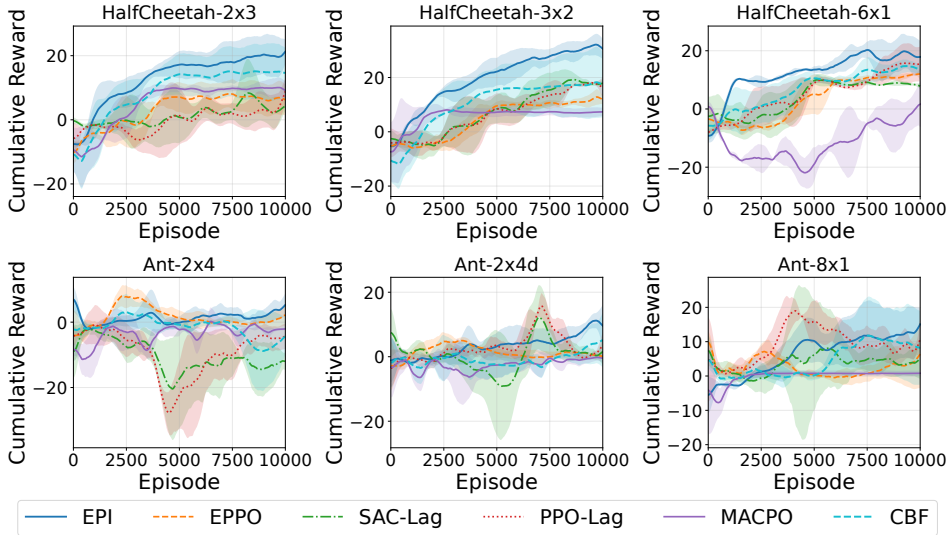 HalfCheetah-2x3
HalfCheetah-3x2
HalfCheetah-6x1
Cumulative Reward
20
0
−20
0 2500 5000 7500 10000
Episode
Cumulative Reward
20
0
−20
0 2500 5000 7500 10000
Episode
Cumulative Reward
20
0
−20
0 2500 5000 7500 10000
Episode
Ant-2x4
Ant-2x4d
Ant-8x1
Cumulative Reward
0
−20
0 2500 5000 7500 10000
Episode
Cumulative Reward
20
0
−20
0 2500 5000 7500 10000
Episode
Cumulative Reward
20
10
0
−10
−20
0 2500 5000 7500 10000
Episode
EPI EPPO SAC-Lag PPO-Lag MACPO CBF